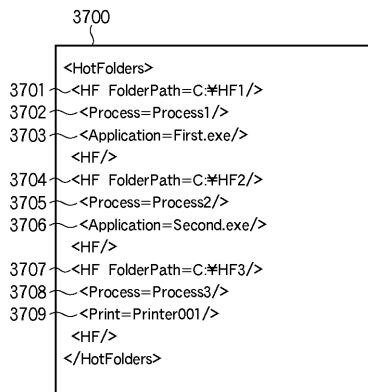 3700
<HotFolders>
3701 <HF FolderPath=C:¥HF1/>
3702 <Process=Process1/>
3703 <Application=First.exe/>
<HF/>
3704 <HF FolderPath=C:¥HF2/>
3705 <Process=Process2/>
3706 <Application=Second.exe/>
<HF/>
3707 <HF FolderPath=C:¥HF3/>
3708 <Process=Process3/>
3709 <Print=Printer001/>
<HF/>
</HotFolders>